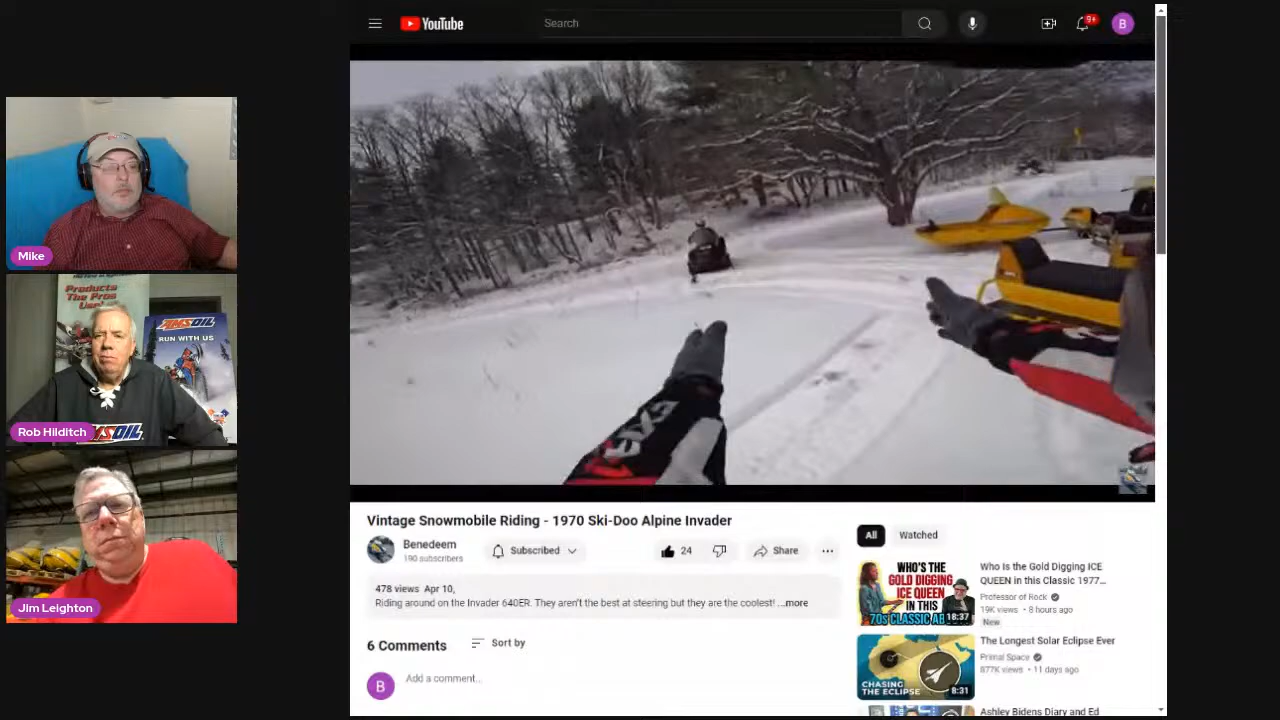 YouTube
Search
9+
B
Mike
Products
The Pros
Use!
AMSOIL
RUN WITH US
Rob Hilditch
Jim Leighton
FXR
Vintage Snowmobile Riding - 1970 Ski-Doo Alpine Invader
Benedeem
190 subscribers
Subscribed
24
Share
478 views Apr 10,
Riding around on the Invader 640ER. They aren't the best at steering but they are the coolest! ...more
6 Comments
Sort by
B
Add a comment...
All
Watched
WHO'S THE
GOLD DIGGING
ICE QUEEN
IN THIS
70s CLASSIC
18:37
Who Is the Gold Digging ICE
QUEEN in this Classic 1977...
Professor of Rock
19K views • 8 hours ago
New
CHASING
THE ECLIPSE
8:31
The Longest Solar Eclipse Ever
Primal Space
877K views • 11 days ago
Ashley Bidens Diary and Ed